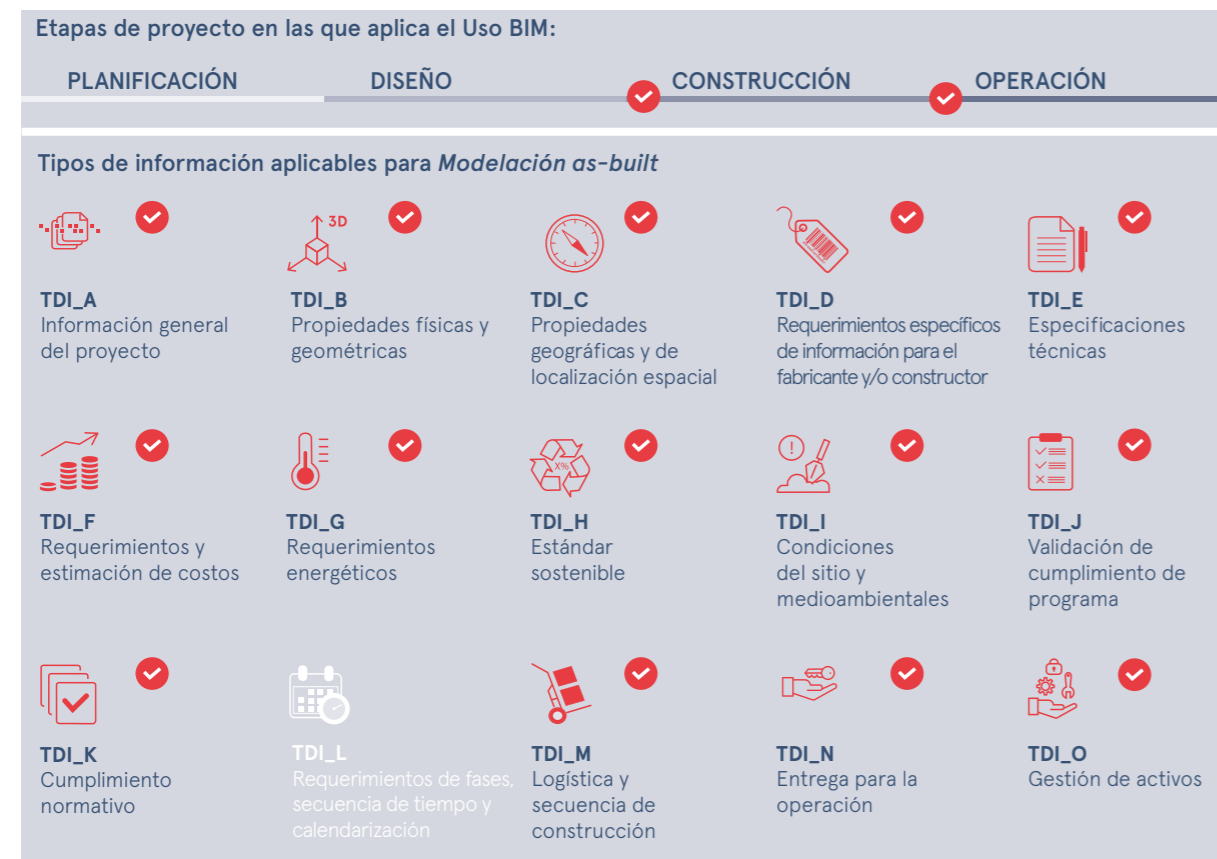 Etapas de proyecto en las que aplica el Uso BIM:
PLANIFICACIÓN
DISEÑO
CONSTRUCCIÓN
OPERACIÓN
Tipos de información aplicables para Modelación as-built
3D
TDI_A
Información general
del proyecto
TDI_B
Propiedades físicas y
geométricas
TDI_C
Propiedades
geográficas y de
localización espacial
TDI_D
Requerimientos específicos
de información para el
fabricante y/o constructor
TDI_E
Especificaciones
técnicas
X%
TDI_F
Requerimientos y
estimación de costos
TDI_G
Requerimientos
energéticos
TDI_H
Estándar
sostenible
TDI_I
Condiciones
del sitio y
medioambientales
TDI_J
Validación de
cumplimiento de
programa
TDI_K
Cumplimiento
normativo
TDI_L
Requerimientos de fases,
secuencia de tiempo y
calendarización
TDI_M
Logística y
secuencia de
construcción
TDI_N
Entrega para la
operación
TDI_O
Gestión de activos